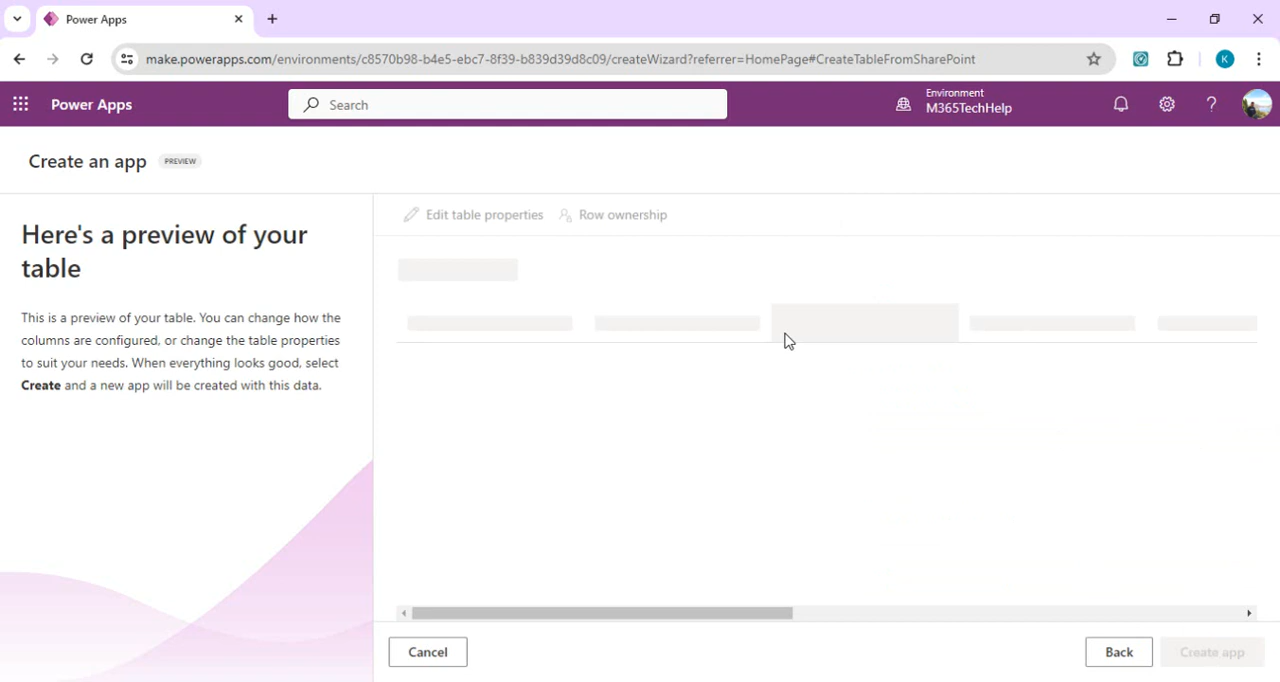 Power Apps
make.powerapps.com/environments/c8570b98-b4e5-ebc7-8f39-b839d39d8c09/createWizard?referrer=HomePage#CreateTableFromSharePoint
K
Power Apps
Search
Environment
M365TechHelp
?
Create an app PREVIEW
Here's a preview of your
table
This is a preview of your table. You can change how the
columns are configured, or change the table properties
to suit your needs. When everything looks good, select
Create and a new app will be created with this data.
Edit table properties
Row ownership
Cancel
Back
Create app